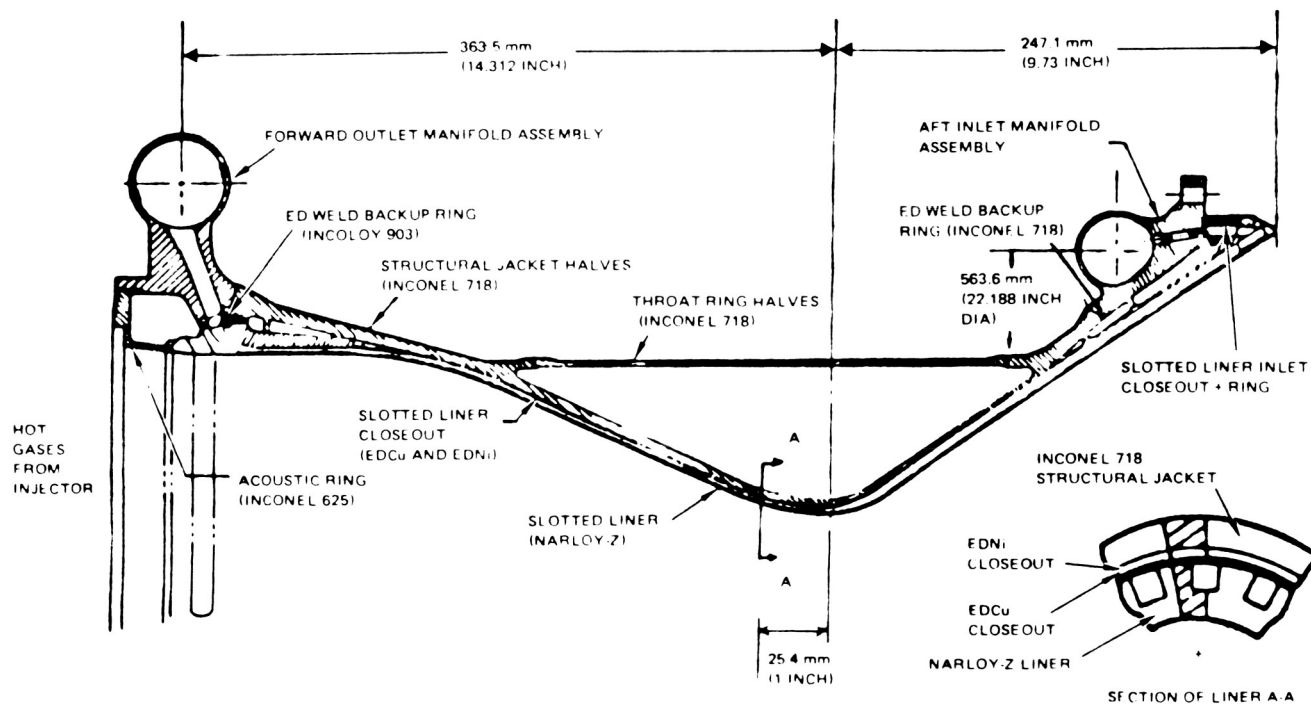 363.5 mm
(14.312 INCH)
247.1 mm
(9.73 INCH)
FORWARD OUTLET MANIFOLD ASSEMBLY
AFT INLET MANIFOLD
ASSEMBLY
ED WELD BACKUP RING
(INCOLOY 903)
ED WELD BACKUP
RING (INCONEL 718)
STRUCTURAL JACKET HALVES
(INCONEL 718)
THROAT RING HALVES
(INCONEL 718)
563.6 mm
(22.188 INCH
DIA)
SLOTTED LINER INLET
CLOSEOUT + RING
SLOTTED LINER
CLOSEOUT
(EDCu AND EDNi)
HOT
GASES
FROM
INJECTOR
ACOUSTIC RING
(INCONEL 625)
SLOTTED LINER
(NARLOY-Z)
A
A
25.4 mm
(1 INCH)
INCONEL 718
STRUCTURAL JACKET
EDNi
CLOSEOUT
EDCu
CLOSEOUT
NARLOY-Z LINER
SECTION OF LINER A-A